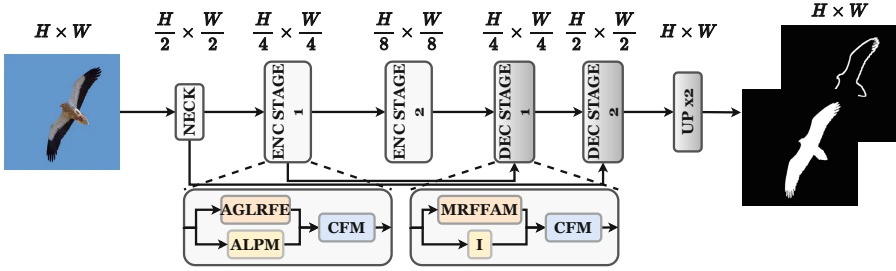 H × W
H/2 × W/2
H/4 × W/4
H/8 × W/8
H/4 × W/4
H/2 × W/2
H × W
H × W
NECK
ENC STAGE
1
ENC STAGE
2
DEC STAGE
1
DEC STAGE
2
UP x2
AGLRFE
ALPM
CFM
MRFFAM
I
CFM